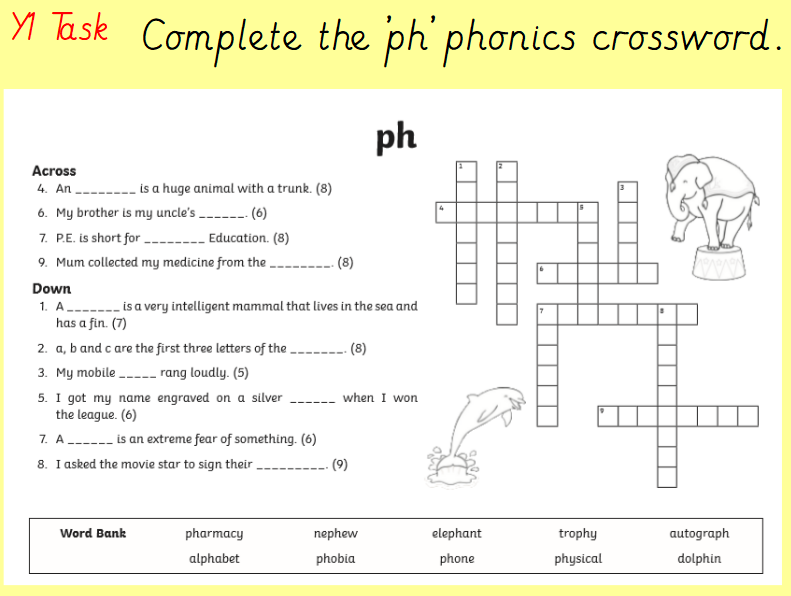 Y1 Task
Complete the 'ph' phonics crossword.
ph
Across
4. An ________ is a huge animal with a trunk. (8)
6. My brother is my uncle's ______. (6)
7. P.E. is short for ________ Education. (8)
9. Mum collected my medicine from the ________. (8)
Down
1. A _______ is a very intelligent mammal that lives in the sea and
has a fin. (7)
2. a, b and c are the first three letters of the _______. (8)
3. My mobile _____ rang loudly. (5)
5. I got my name engraved on a silver ______ when I won
the league. (6)
7. A ______ is an extreme fear of something. (6)
8. I asked the movie star to sign their _________. (9)
1 2
3
4 5
6
7 8
9
Word Bank pharmacy nephew elephant trophy autograph
alphabet phobia phone physical dolphin